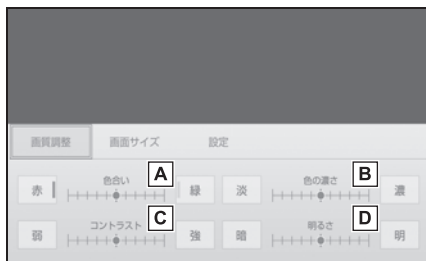 画質調整 画面サイズ 設定
色合い A 色の濃さ B
赤 緑 淡 濃
コントラスト C 明るさ D
弱 強 暗 明